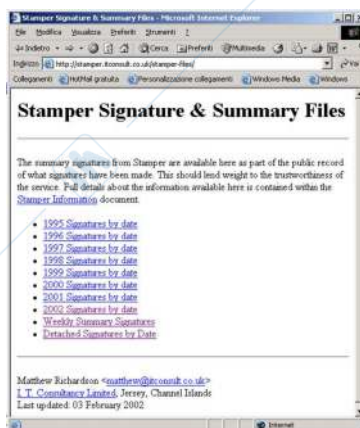 Stamper Signature & Summary Files - Microsoft Internet Explorer
File Modifica Visualizza Preferiti Strumenti ?
Indietro Cerca Preferiti Multimedia
Indirizzo http://stamper.itconsult.co.uk/stamper-files/ Vai
Collegamenti HotMail gratuita Personalizzazione collegamenti Windows Media Windows
Stamper Signature & Summary Files
The summary signatures from Stamper are available here as part of the public record
of what signatures have been made. This should lend weight to the trustworthiness of
the service. Full details about the information available here is contained within the
Stamper Information document.
1995 Signatures by date
1996 Signatures by date
1997 Signatures by date
1998 Signatures by date
1999 Signatures by date
2000 Signatures by date
2001 Signatures by date
2002 Signatures by date
Weekly Summary Signatures
Detached Signatures by Date
Matthew Richardson <matthew@itconsult.co.uk>
I. T. Consultancy Limited, Jersey, Channel Islands
Last updated: 03 February 2002
Internet